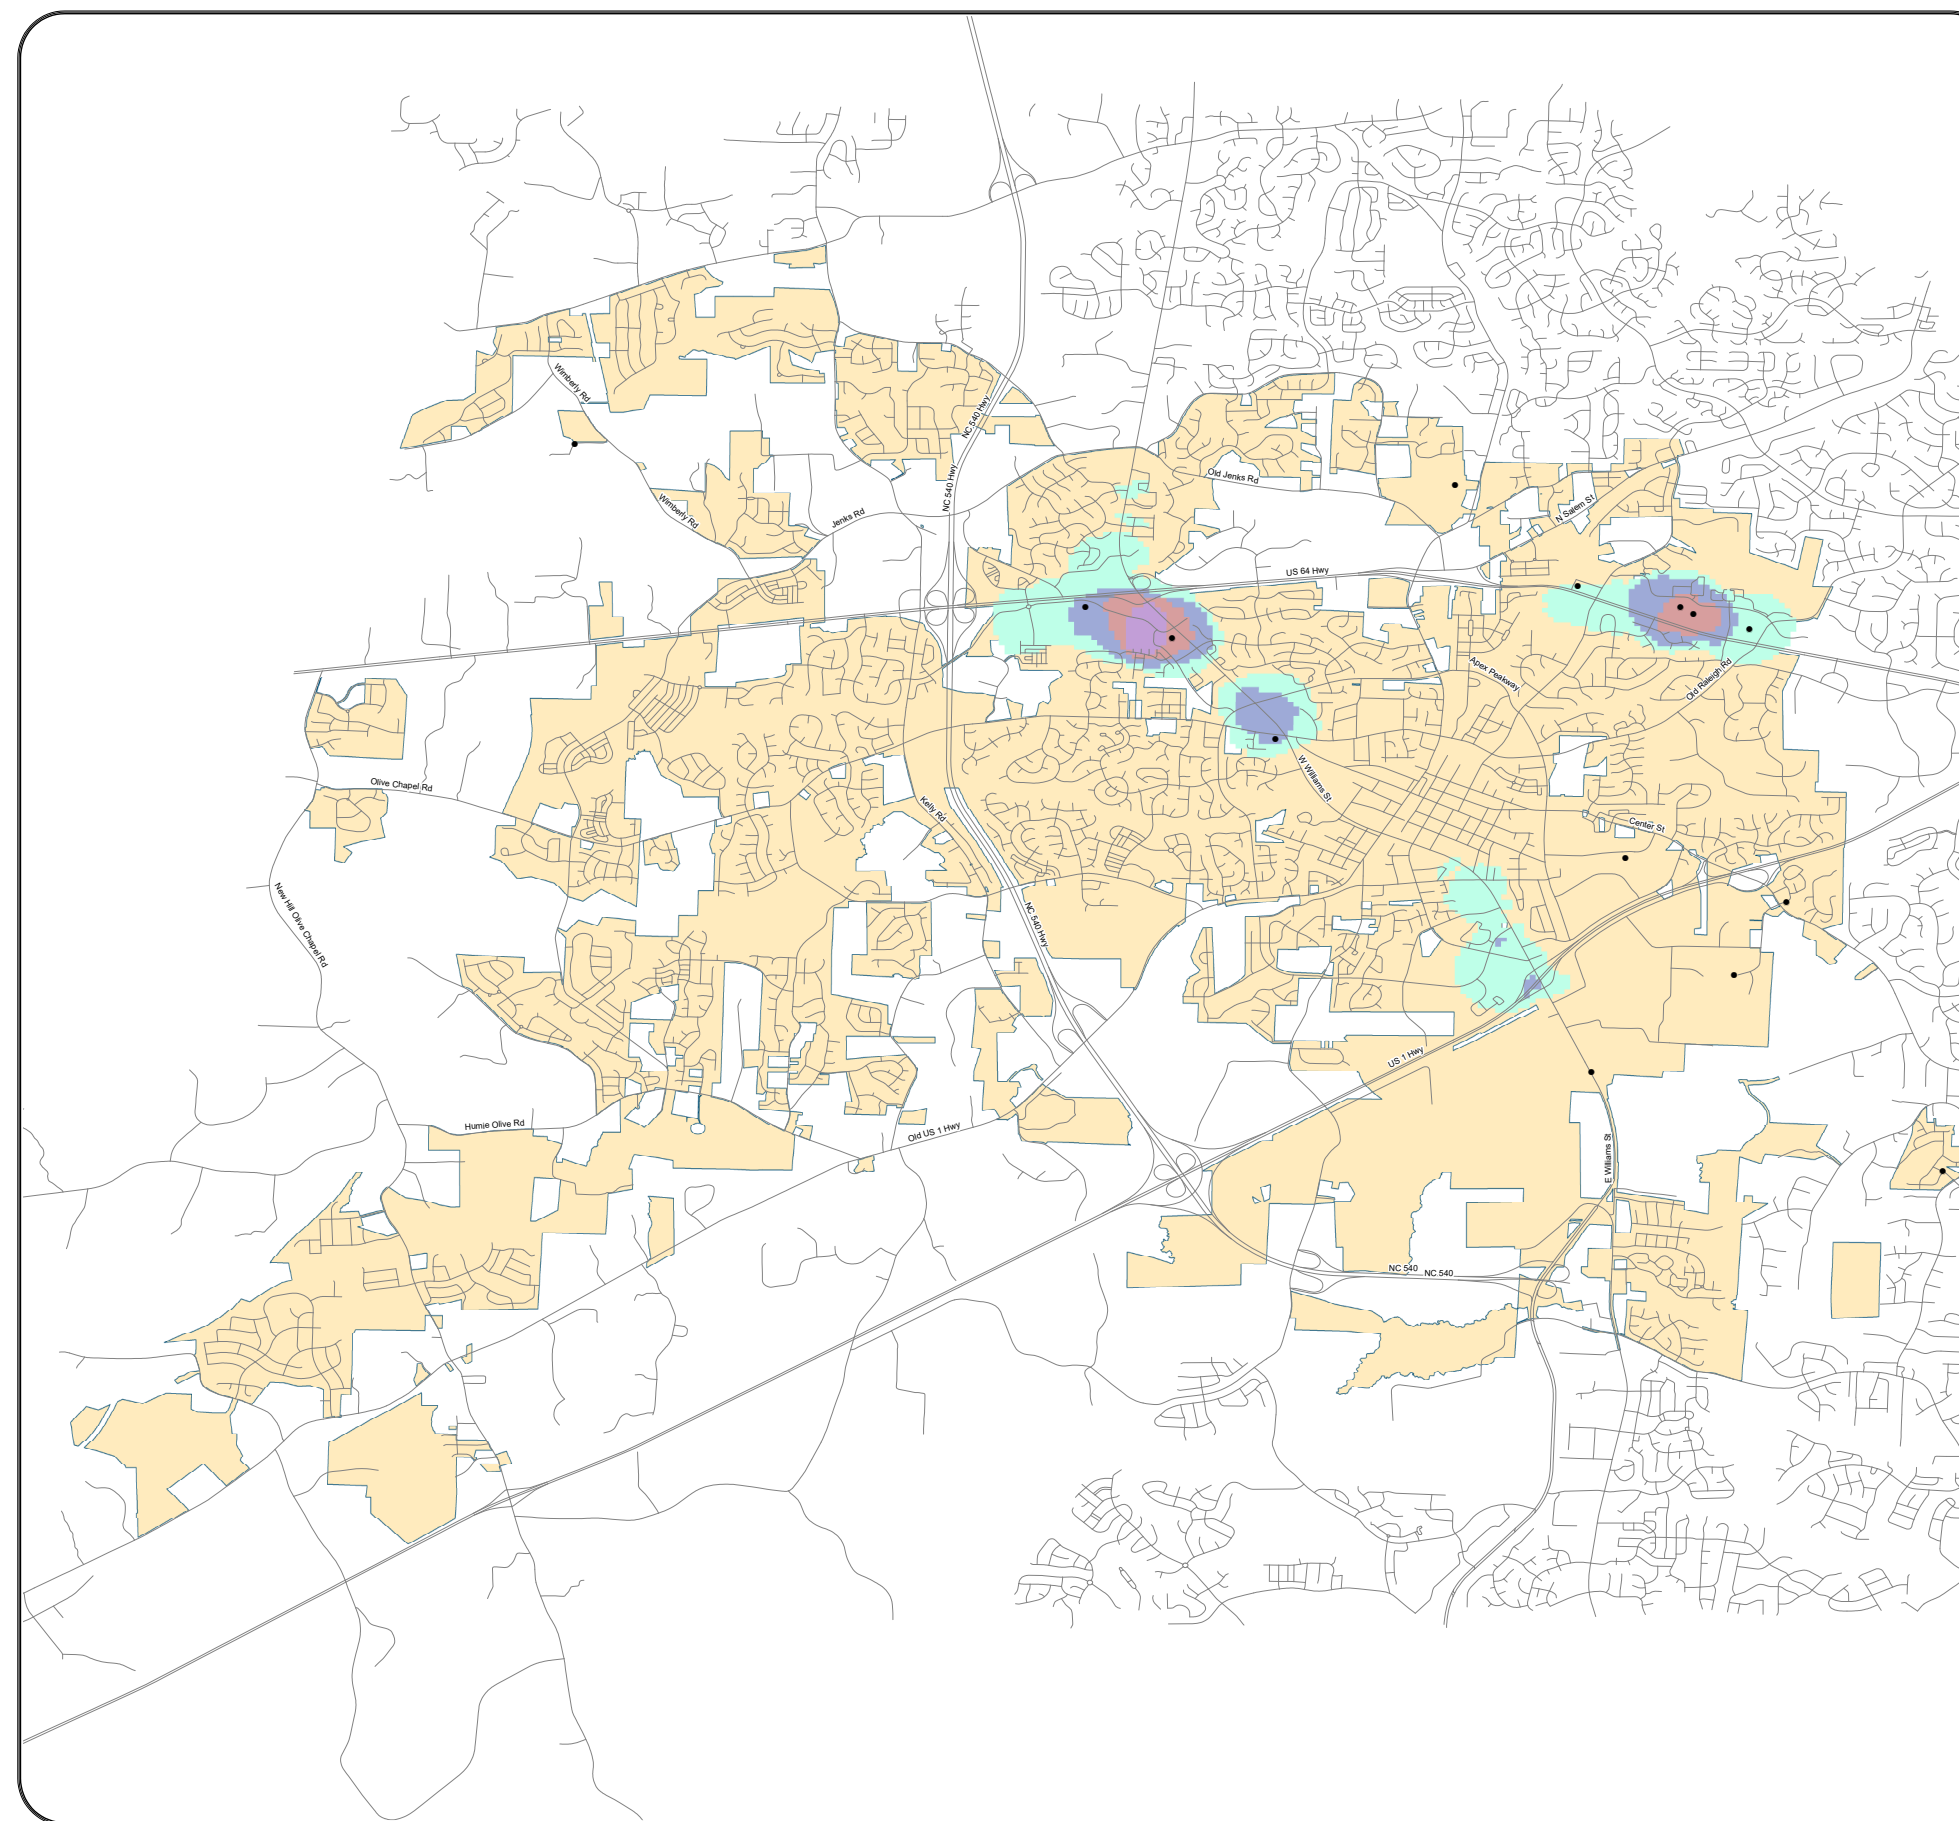 Wimberly Rd
NC 540 Hwy
Old Jenks Rd
NC 540 Hwy
Wimberly Rd
Jenks Rd
N Salem St
US 64 Hwy
Apex Peakway
Old Raleigh Rd
Olive Chapel Rd
W Williams St
Kelly Rd
Center St
New Hill Olive Chapel Rd
NC 540 Hwy
US 1 Hwy
Humie Olive Rd
Old US 1 Hwy
E Williams St
NC 540
NC 540